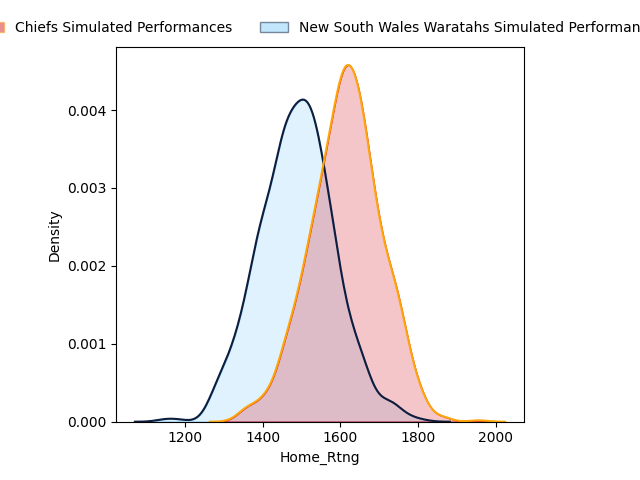 Chiefs Simulated Performances
New South Wales Waratahs Simulated Performan
0.004
0.003
0.002
0.001
0.000
Density
1200 1400 1600 1800 2000
Home_Rtng